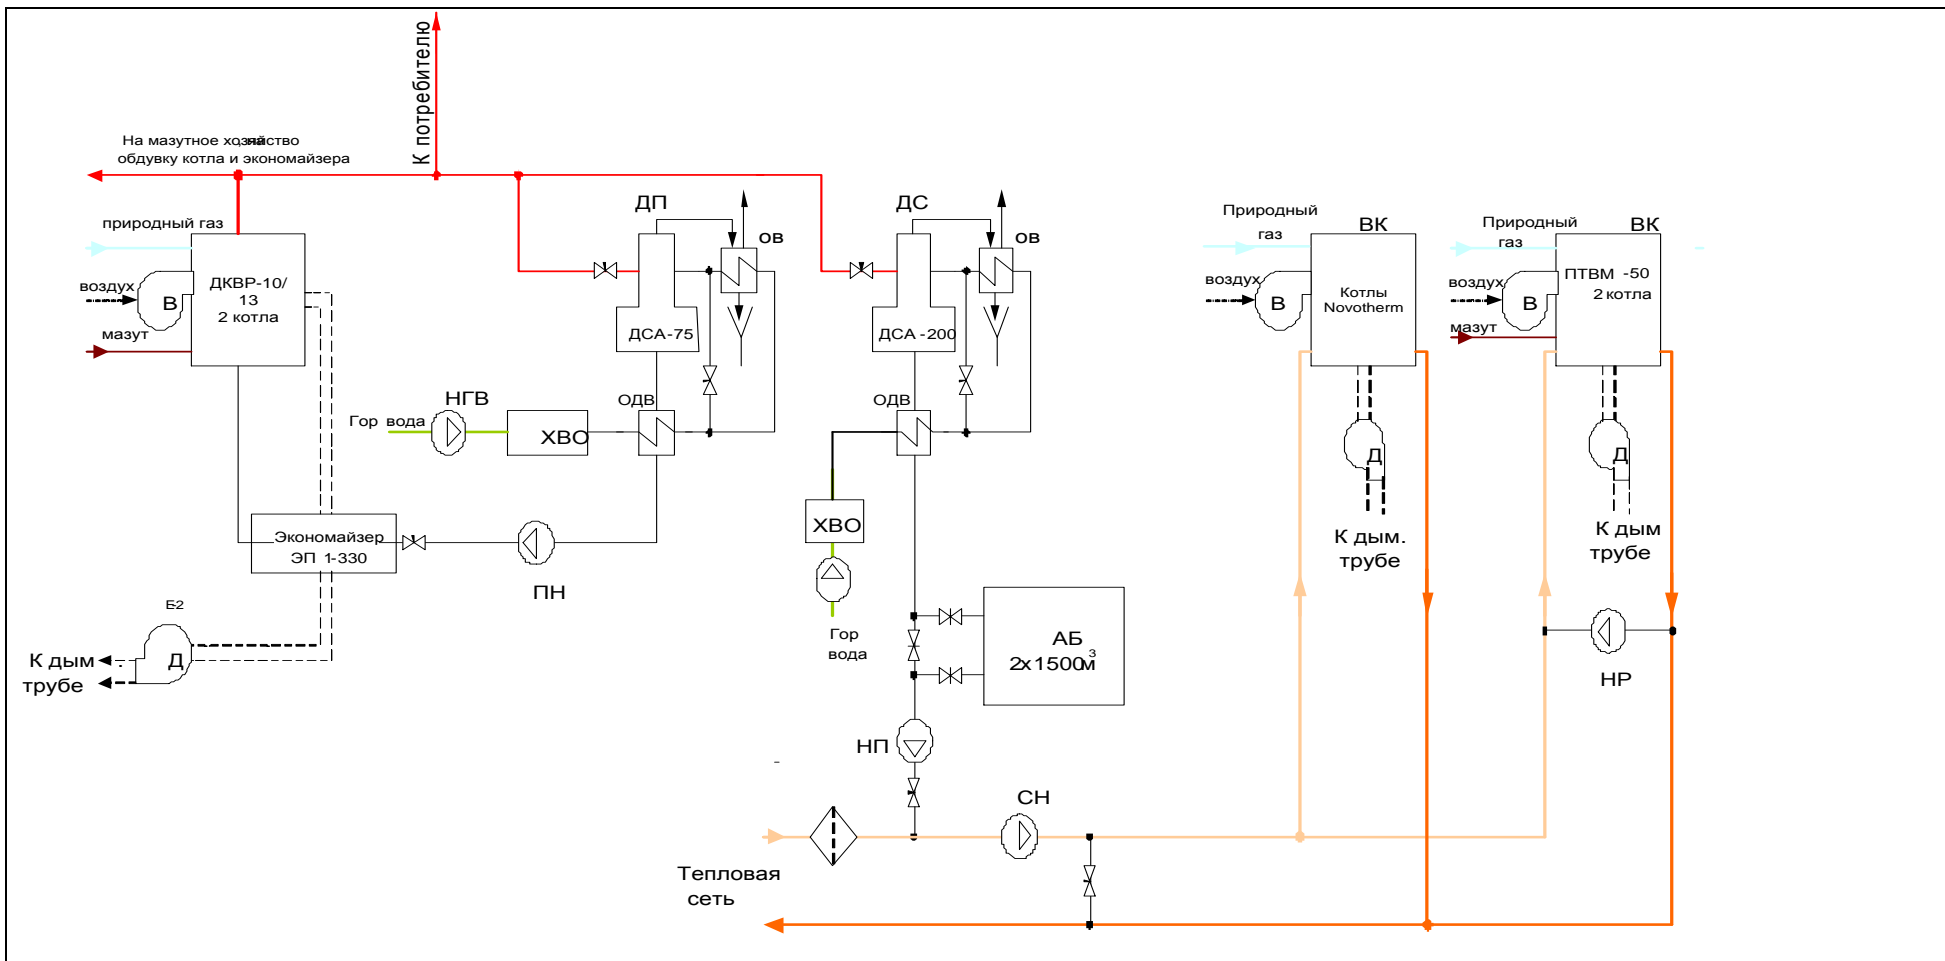 К потребителю
На мазутное хозяйство
обдувку котла и экономайзера
природный газ
воздух
В
мазут
ДКВР-10/
13
2 котла
ДП
ОВ
ДСА-75
ОДВ
НГВ
Гор вода
ХВО
Экономайзер
ЭП 1-330
ПН
Е-2
Д
К дым.
трубе
ДС
ОВ
ДСА-200
ОДВ
ХВО
Гор
вода
АБ
2х1500м³
НП
СН
Тепловая
сеть
Природный
газ
ВК
воздух
В
Котлы
Novotherm
Д
К дым.
трубе
Природный
газ
ВК
воздух
В
ПТВМ -50
2 котла
мазут
Д
К дым
трубе
НР